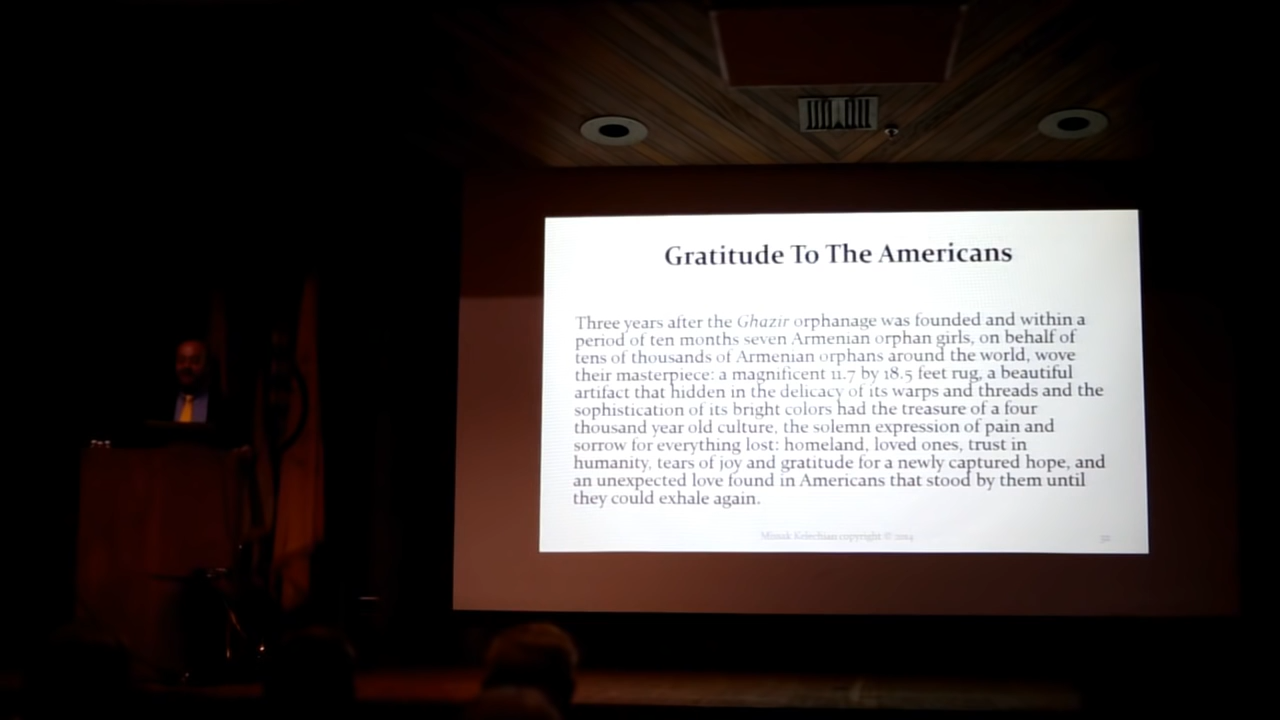 Gratitude To The Americans
Three years after the Ghazir orphanage was founded and within a
period of ten months seven Armenian orphan girls, on behalf of
tens of thousands of Armenian orphans around the world, wove
their masterpiece: a magnificent 11.7 by 18.5 feet rug, a beautiful
artifact that hidden in the delicacy of its warps and threads and the
sophistication of its bright colors had the treasure of a four
thousand year old culture, the solemn expression of pain and
sorrow for everything lost: homeland, loved ones, trust in
humanity, tears of joy and gratitude for a newly captured hope, and
an unexpected love found in Americans that stood by them until
they could exhale again.
Kelechian copyright © 2014